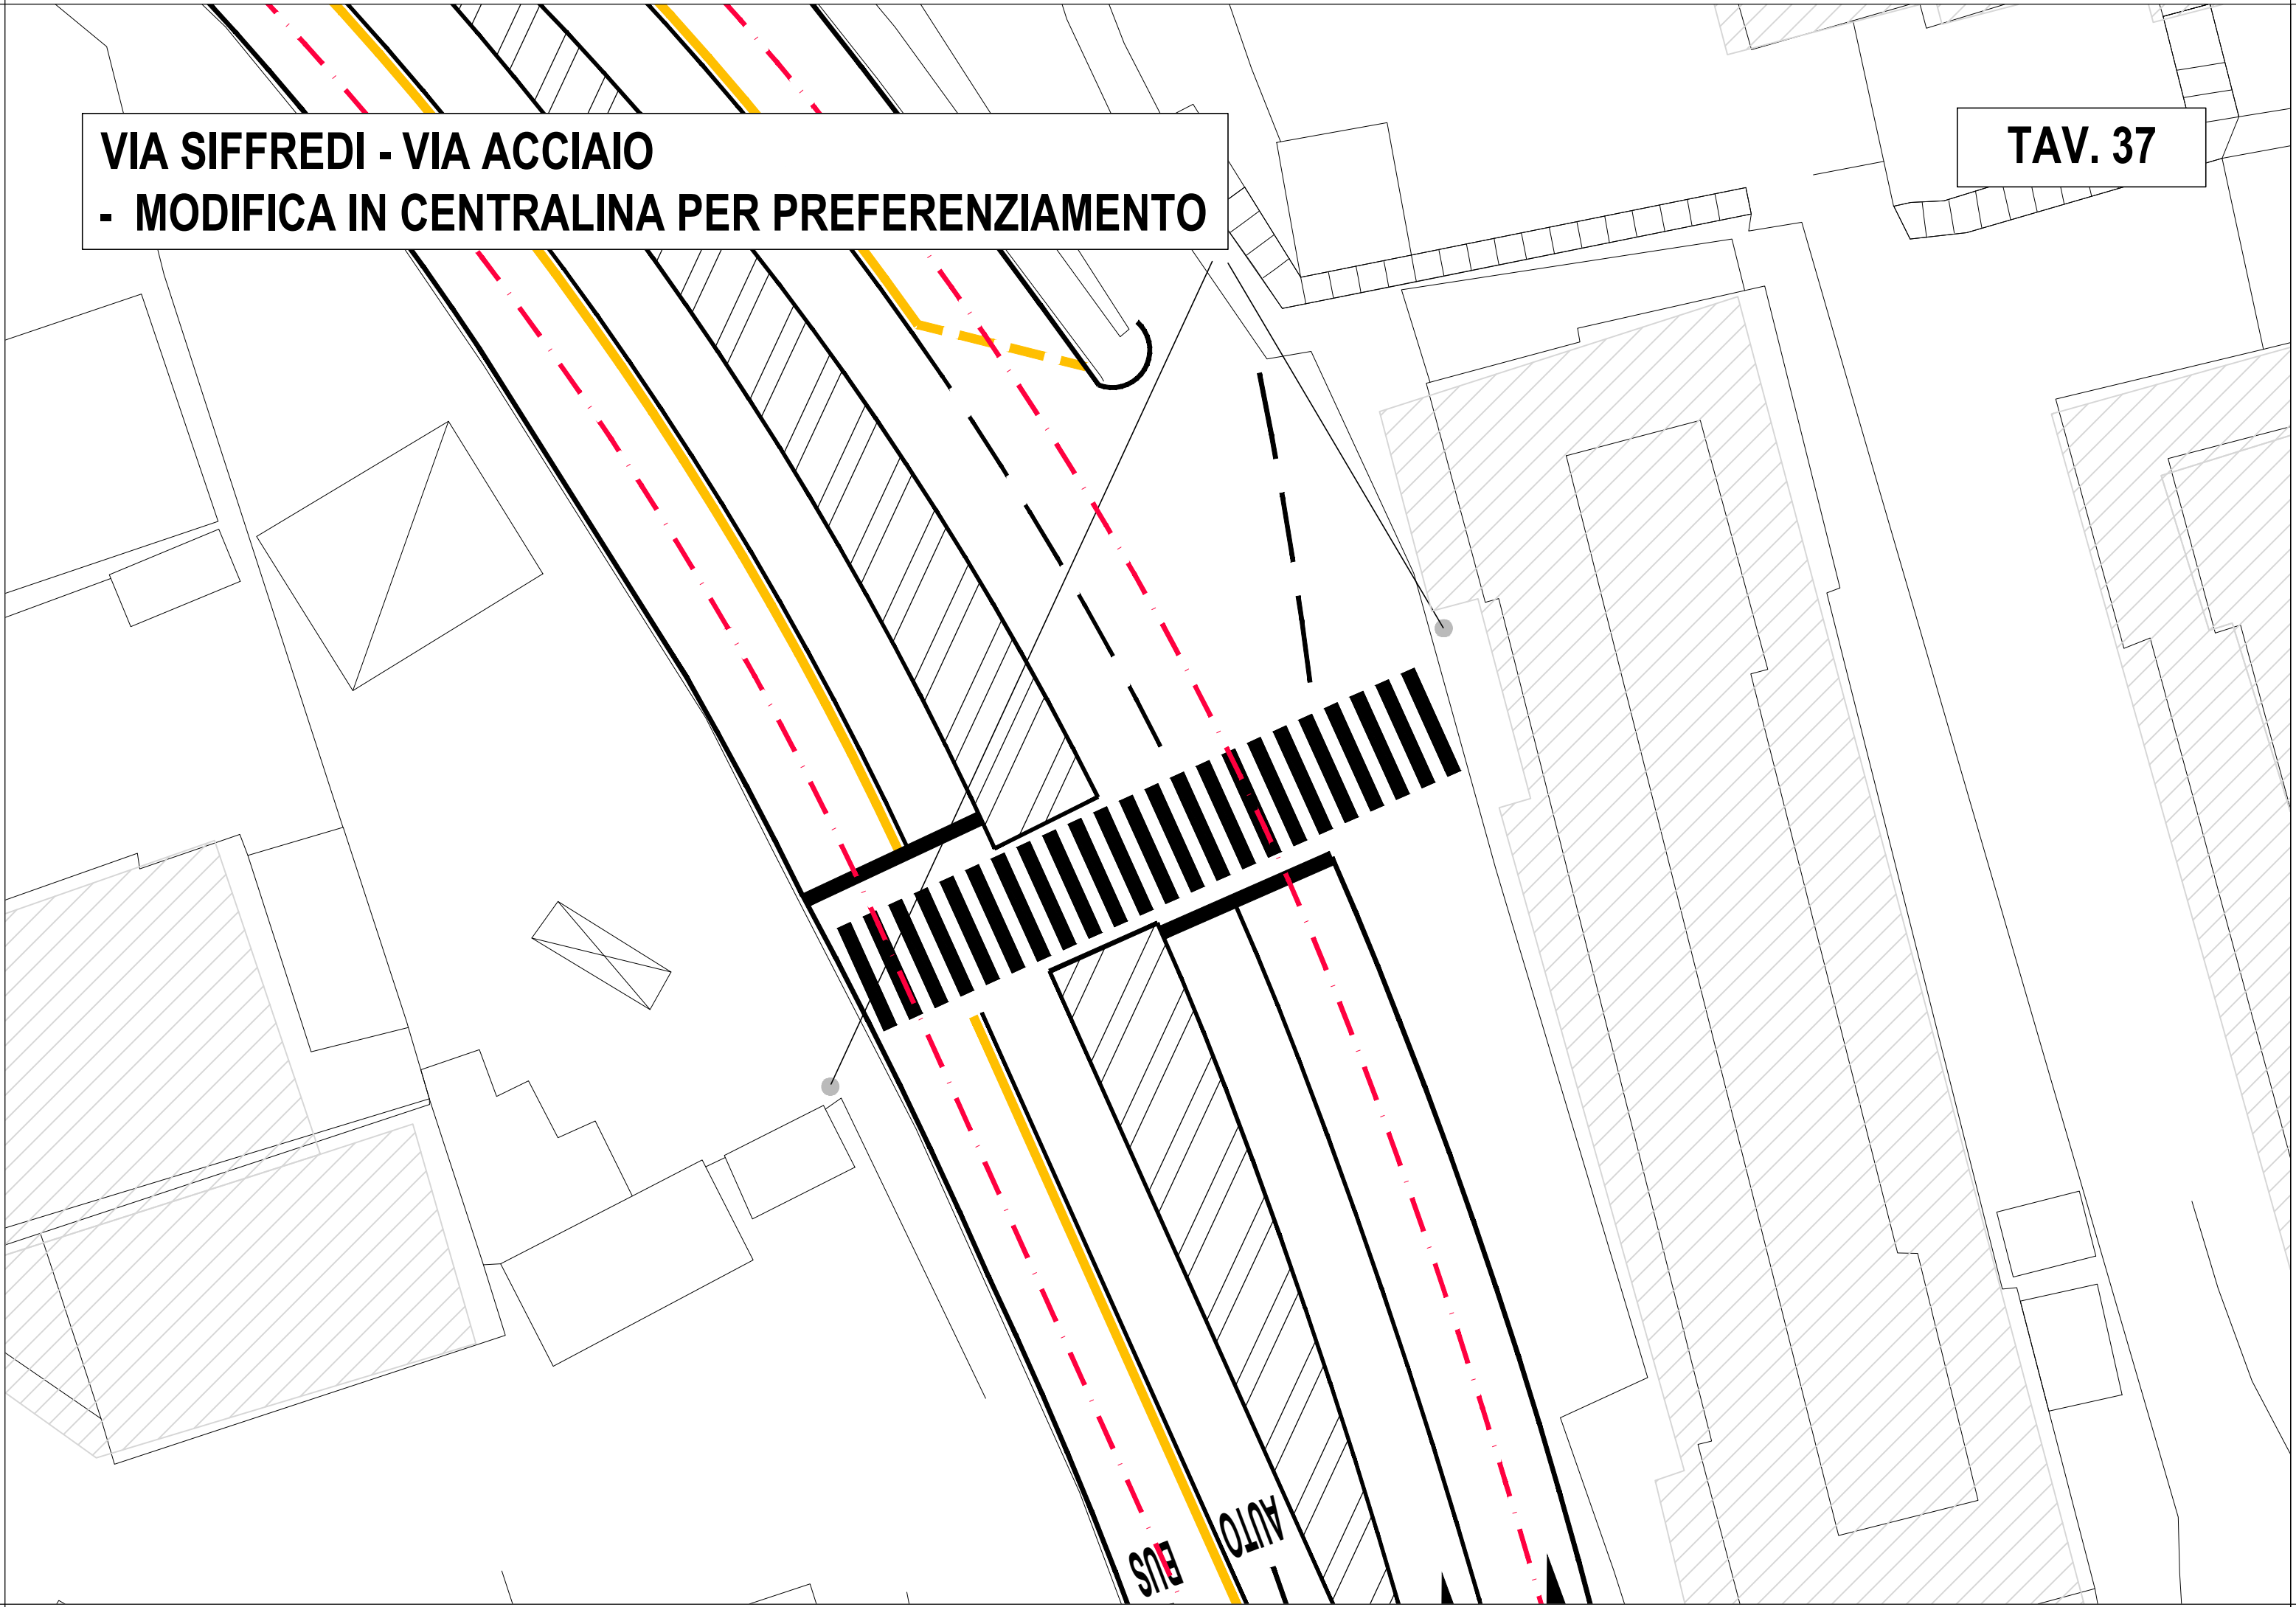 VIA SIFFREDI - VIA ACCIAIO
- MODIFICA IN CENTRALINA PER PREFERENZIAMENTO
TAV. 37
AUTO
BUS